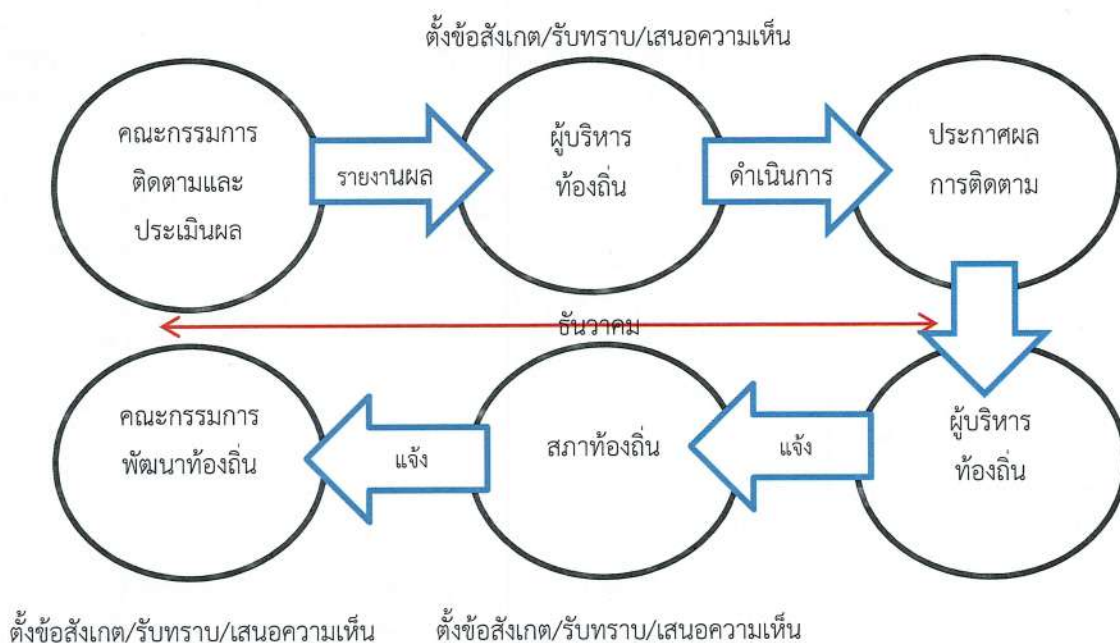 ตั้งข้อสังเกต/รับทราบ/เสนอความเห็น
คณะกรรมการ
ติดตามและ
ประเมินผล
รายงานผล
ผู้บริหาร
ท้องถิ่น
ดำเนินการ
ประกาศผล
การติดตาม
ธันวาคม
ผู้บริหาร
ท้องถิ่น
แจ้ง
สภาท้องถิ่น
แจ้ง
คณะกรรมการ
พัฒนาท้องถิ่น
ตั้งข้อสังเกต/รับทราบ/เสนอความเห็น
ตั้งข้อสังเกต/รับทราบ/เสนอความเห็น